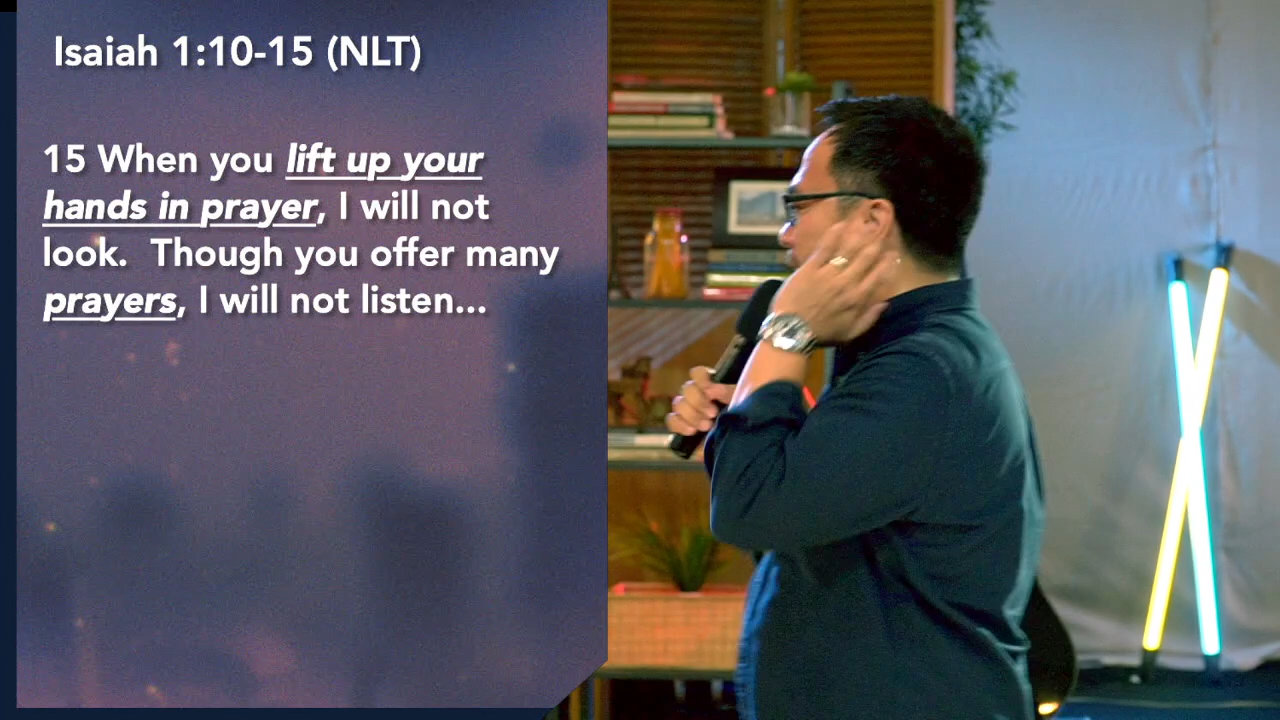 Isaiah 1:10-15 (NLT)
15 When you lift up your
hands in prayer, I will not
look.  Though you offer many
prayers, I will not listen...